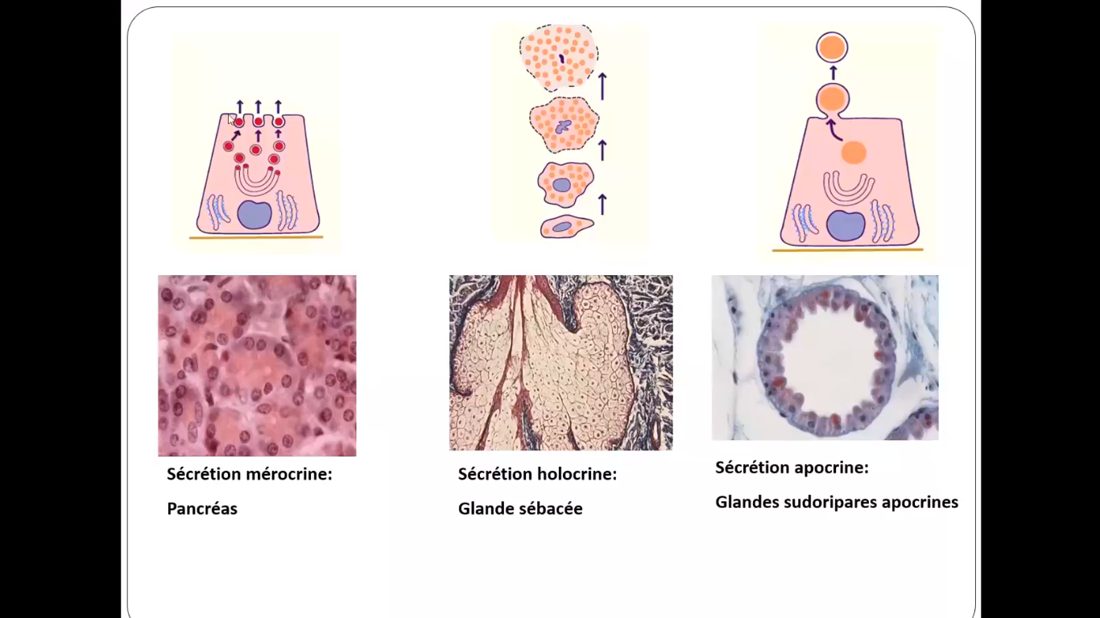 Sécrétion mérocrine:
Pancréas
Sécrétion holocrine:
Glande sébacée
Sécrétion apocrine:
Glandes sudoripares apocrines